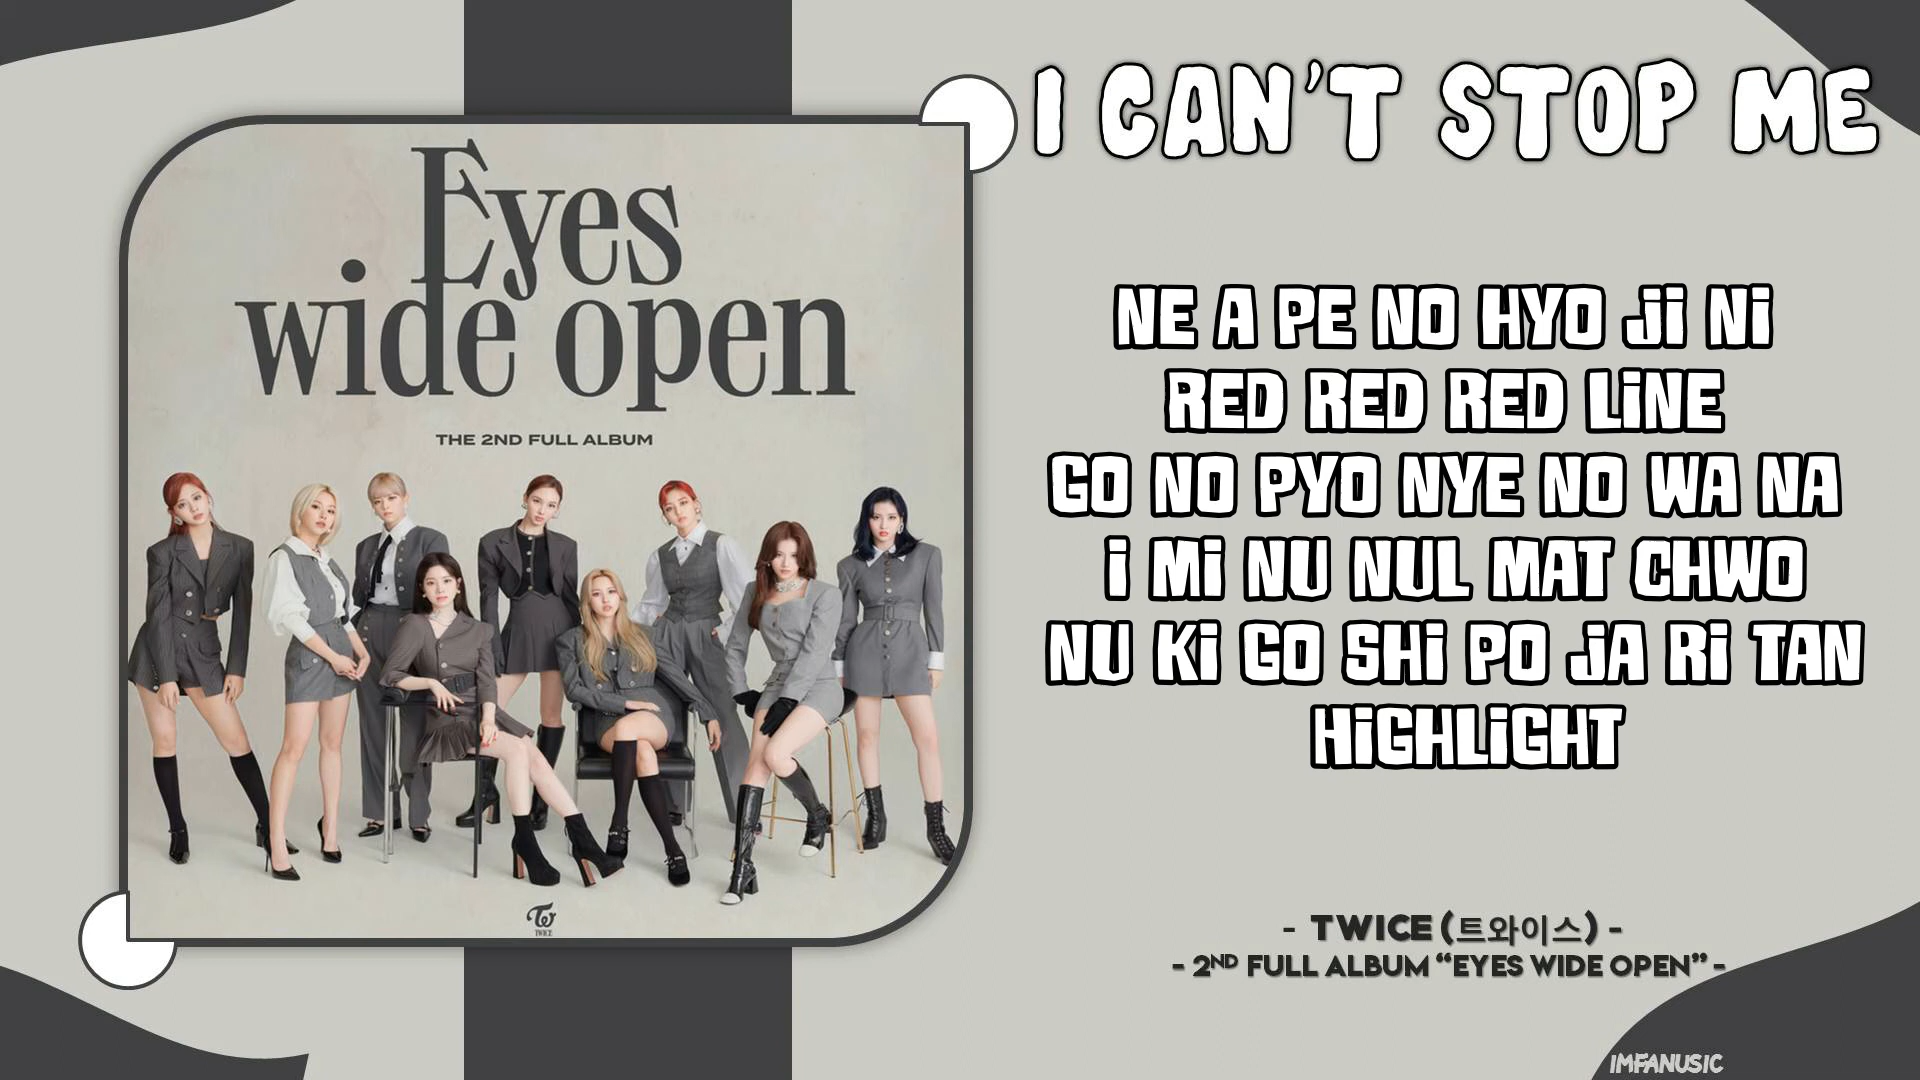 Eyes
wide open
THE 2ND FULL ALBUM
TWICE
I CAN'T STOP ME
NE A PE NO HYO Ji Ni
RED RED RED LiNE
GO NO PYO NYE NO WA NA
i Mi NU NUL MAT CHWO
NU Ki GO SHi PO JA Ri TAN
HiGHLiGHT
- TWICE (트와이스) -
- 2ND FULL ALBUM “EYES WIDE OPEN” -
IMFANUSIC